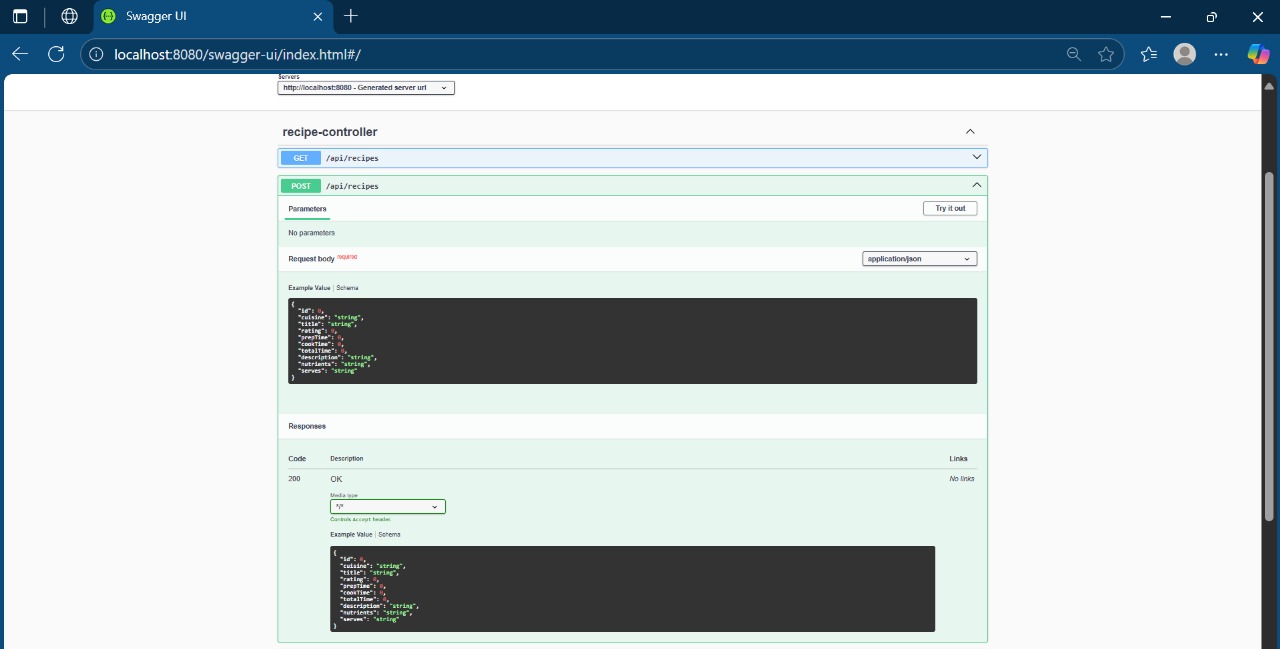 Swagger UI
localhost:8080/swagger-ui/index.html#/
Servers
http://localhost:8080 - Generated server url
recipe-controller
GET /api/recipes
POST /api/recipes
Parameters
Try it out
No parameters
Request body required
application/json
Example Value | Schema
{
"id": 0,
"cuisine": "string",
"title": "string",
"rating": 0,
"prepTime": 0,
"cookTime": 0,
"totalTime": 0,
"description": "string",
"nutrients": "string",
"serves": "string"
}
Responses
Code Description Links
200 OK No links
Media type
*/*
Controls Accept header.
Example Value | Schema
{
"id": 0,
"cuisine": "string",
"title": "string",
"rating": 0,
"prepTime": 0,
"cookTime": 0,
"totalTime": 0,
"description": "string",
"nutrients": "string",
"serves": "string"
}